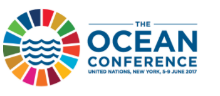 THE
OCEAN
CONFERENCE
UNITED NATIONS, NEW YORK, 5-9 JUNE 2017